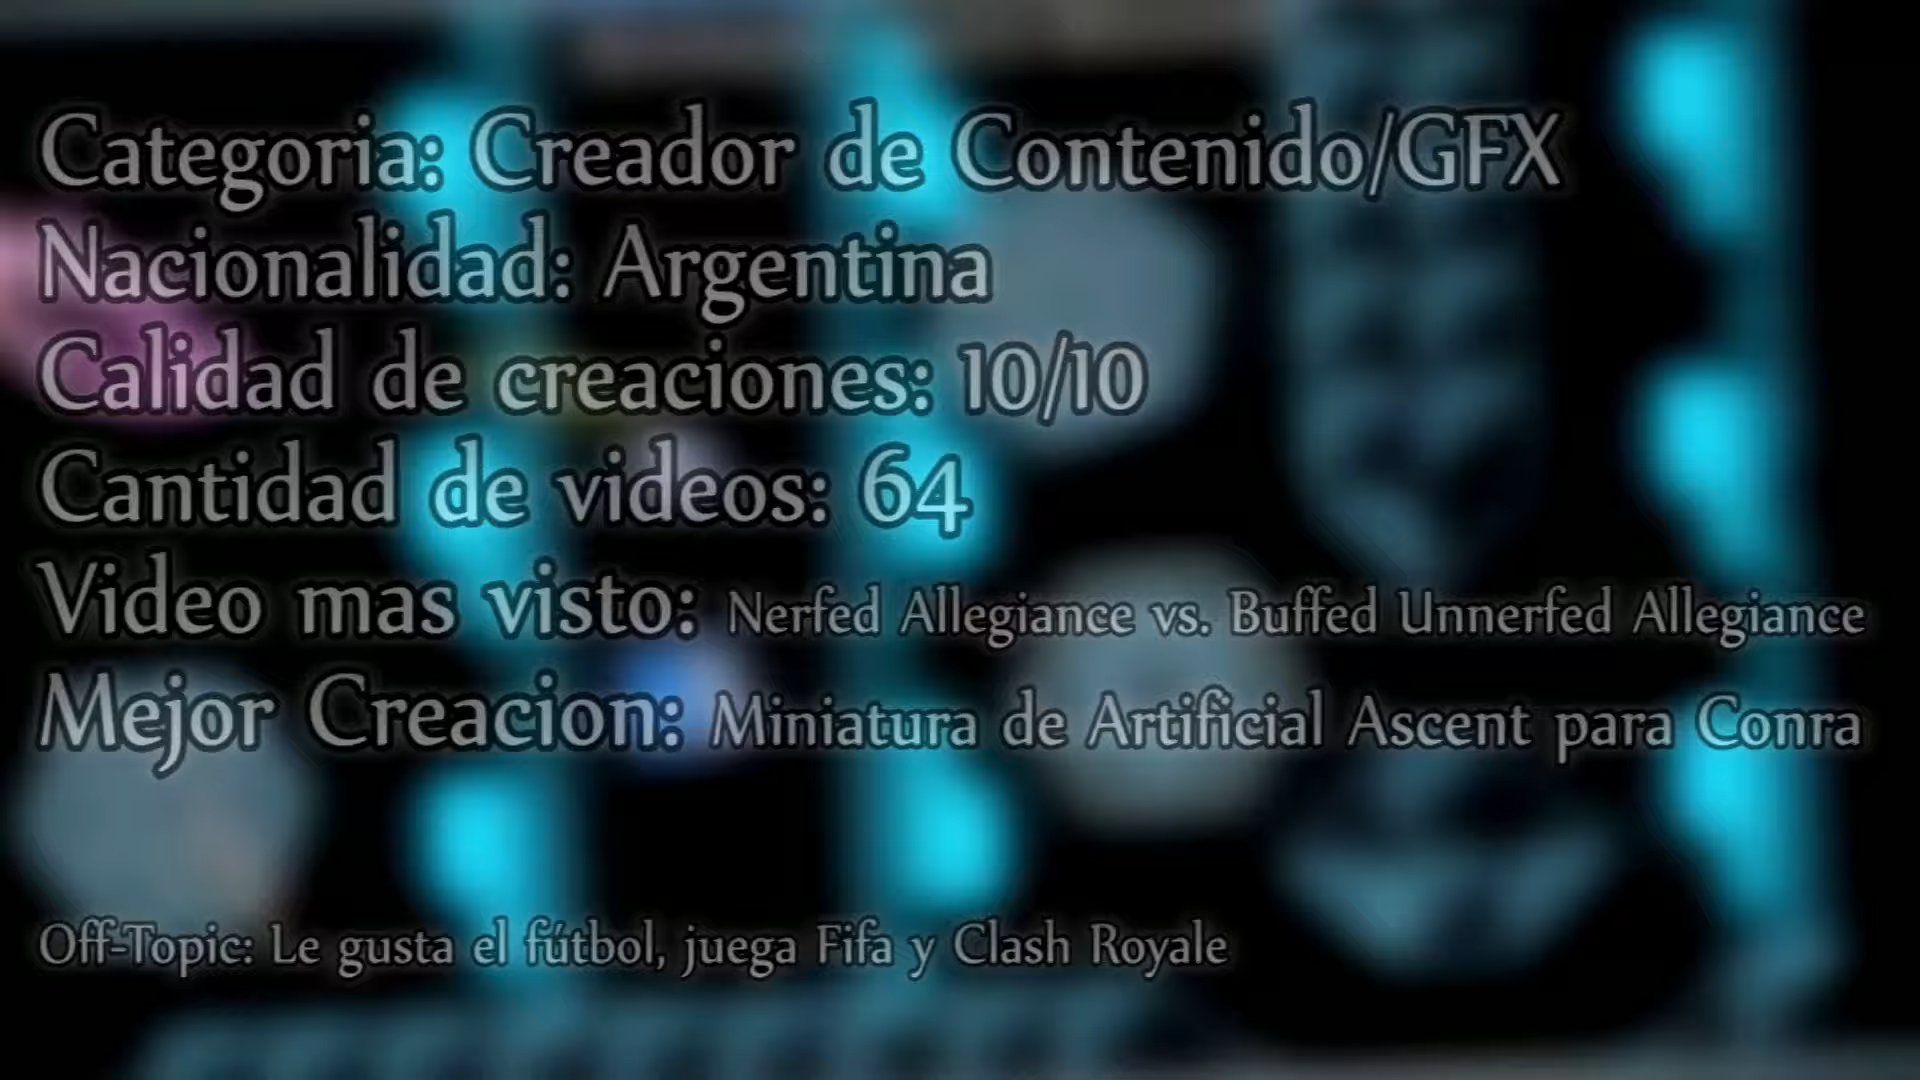 Categoria: Creador de Contenido/GFX
Nacionalidad: Argentina
Calidad de creaciones: 10/10
Cantidad de videos: 64
Video mas visto: Nerfed Allegiance vs. Buffed Unnerfed Allegiance
Mejor Creacion: Miniatura de Artificial Ascent para Conra
Off-Topic: Le gusta el fútbol, juega Fifa y Clash Royale